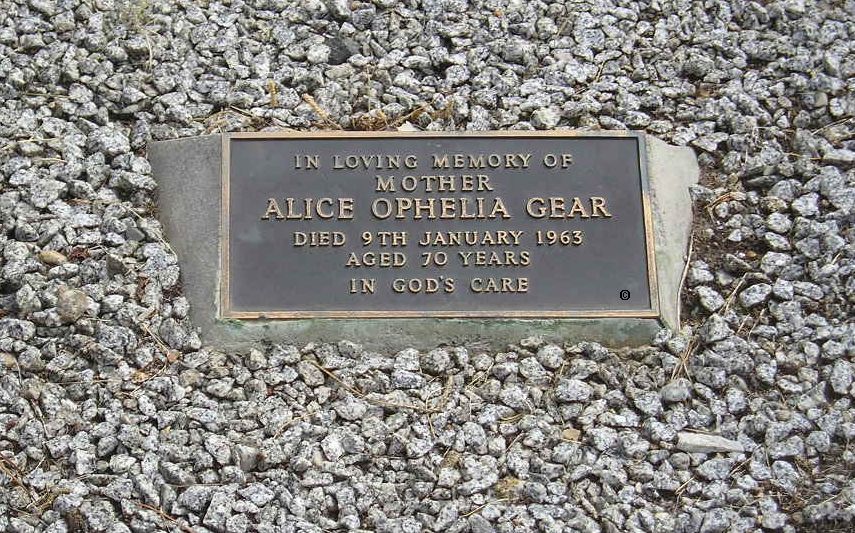 IN LOVING MEMORY OF
MOTHER
ALICE OPHELIA GEAR
DIED 9TH JANUARY 1963
AGED 70 YEARS
IN GOD'S CARE
©